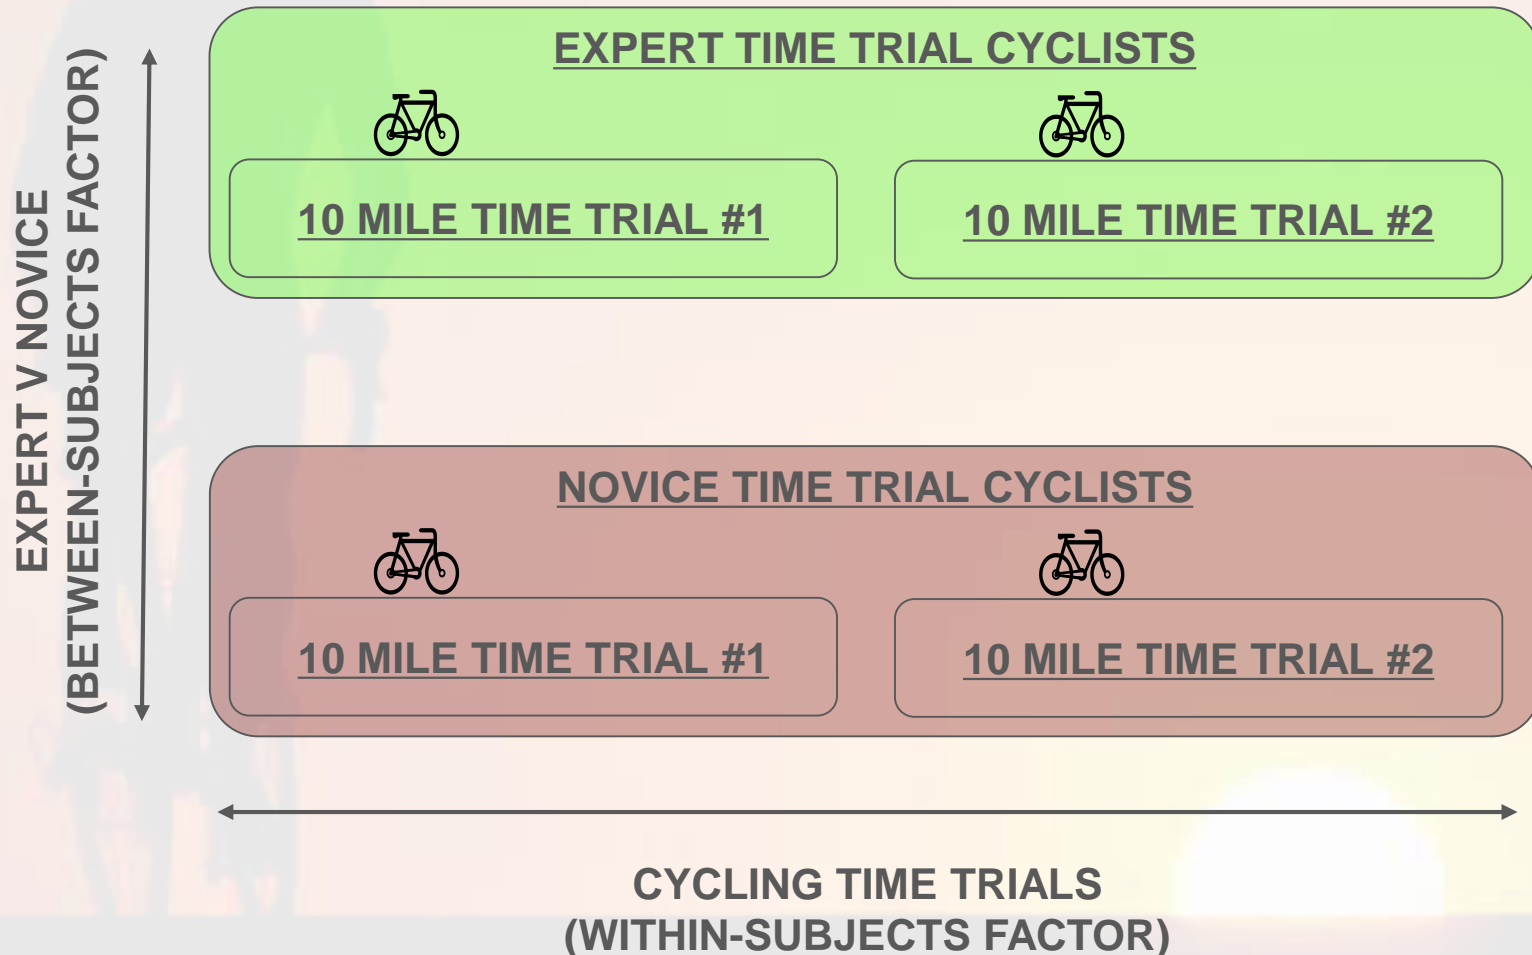 EXPERT V NOVICE
(BETWEEN-SUBJECTS FACTOR)
EXPERT TIME TRIAL CYCLISTS
10 MILE TIME TRIAL #1
10 MILE TIME TRIAL #2
NOVICE TIME TRIAL CYCLISTS
10 MILE TIME TRIAL #1
10 MILE TIME TRIAL #2
CYCLING TIME TRIALS
(WITHIN-SUBJECTS FACTOR)